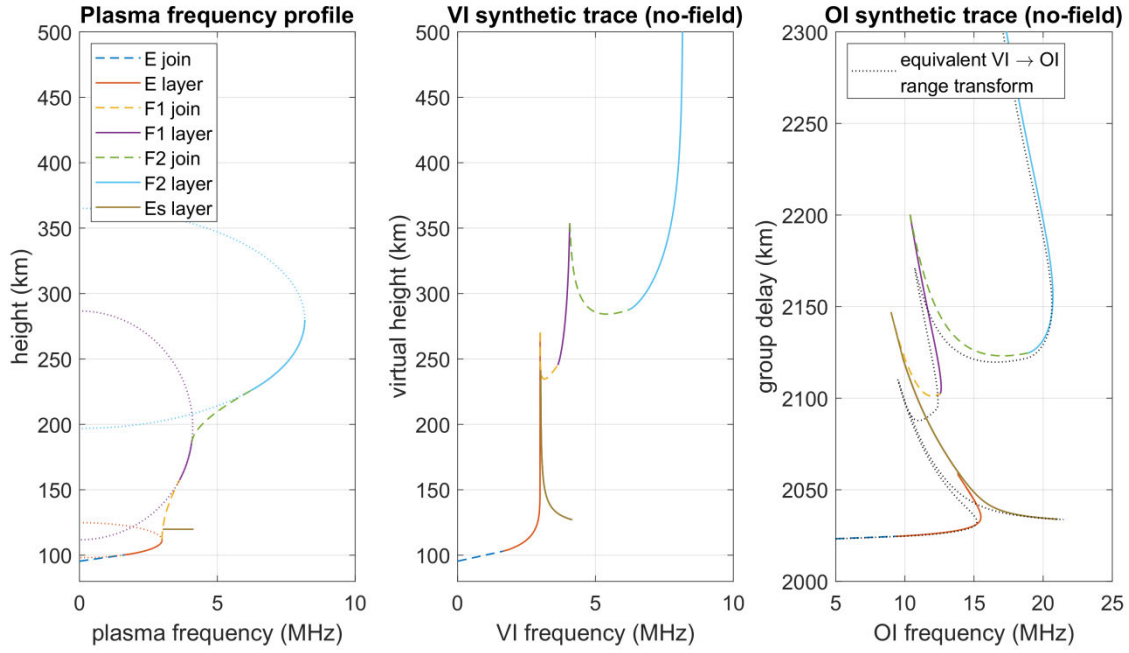 Plasma frequency profile
500
450
400
350
300
250
200
150
100
height (km)
0
5
10
plasma frequency (MHz)
E join
E layer
F1 join
F1 layer
F2 join
F2 layer
Es layer
VI synthetic trace (no-field)
500
450
400
350
300
250
200
150
100
virtual height (km)
0
5
10
VI frequency (MHz)
OI synthetic trace (no-field)
2300
2250
2200
2150
2100
2050
2000
group delay (km)
5
10
15
20
25
OI frequency (MHz)
equivalent VI → OI
range transform